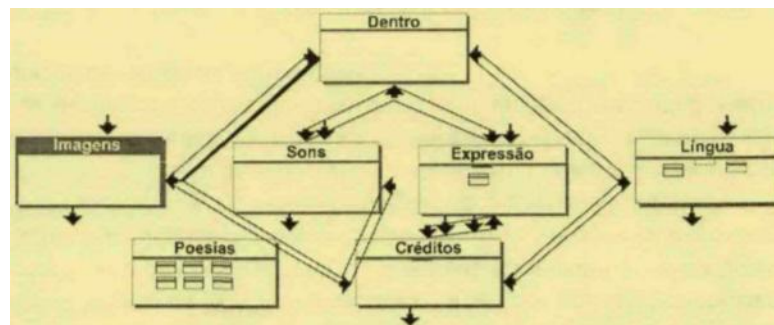 Dentro
Imagens
Sons
Expressão
Língua
Poesias
Créditos